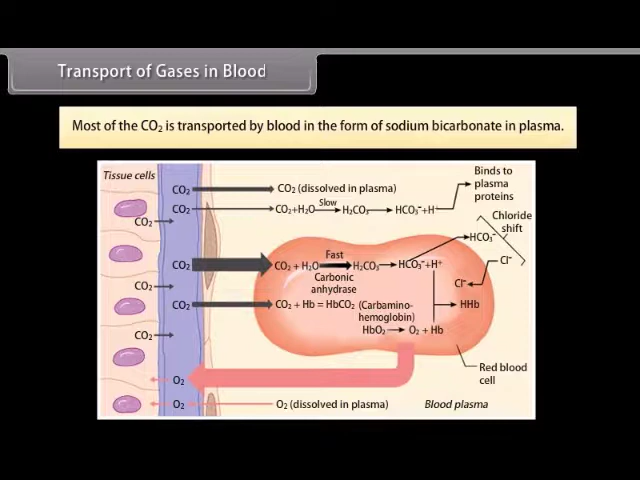 Transport of Gases in Blood
Most of the CO₂ is transported by blood in the form of sodium bicarbonate in plasma.
Tissue cells
CO₂
CO₂ (dissolved in plasma)
Binds to
plasma
proteins
CO₂
CO₂+H₂O
Slow
H₂CO₃
HCO₃⁻+H⁺
CO₂
Chloride
shift
HCO₃⁻
CO₂
CO₂ + H₂O
Fast
Carbonic
anhydrase
H₂CO₃
HCO₃⁻+H⁺
Cl⁻
Cl⁻
CO₂
CO₂
CO₂ + Hb = HbCO₂ (Carbamino-
hemoglobin)
HHb
HbO₂
O₂ + Hb
CO₂
Red blood
cell
O₂
O₂
O₂ (dissolved in plasma)
Blood plasma